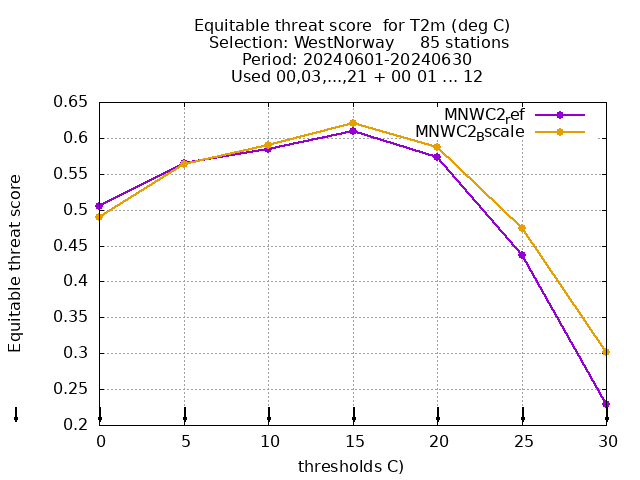 Equitable threat score  for T2m (deg C)
Selection: WestNorway     85 stations
Period: 20240601-20240630
Used 00,03,...,21 + 00 01 ... 12
MNWC2_ref
MNWC2_Bscale
Equitable threat score
0.65
0.6
0.55
0.5
0.45
0.4
0.35
0.3
0.25
0.2
0 5 10 15 20 25 30
thresholds C)